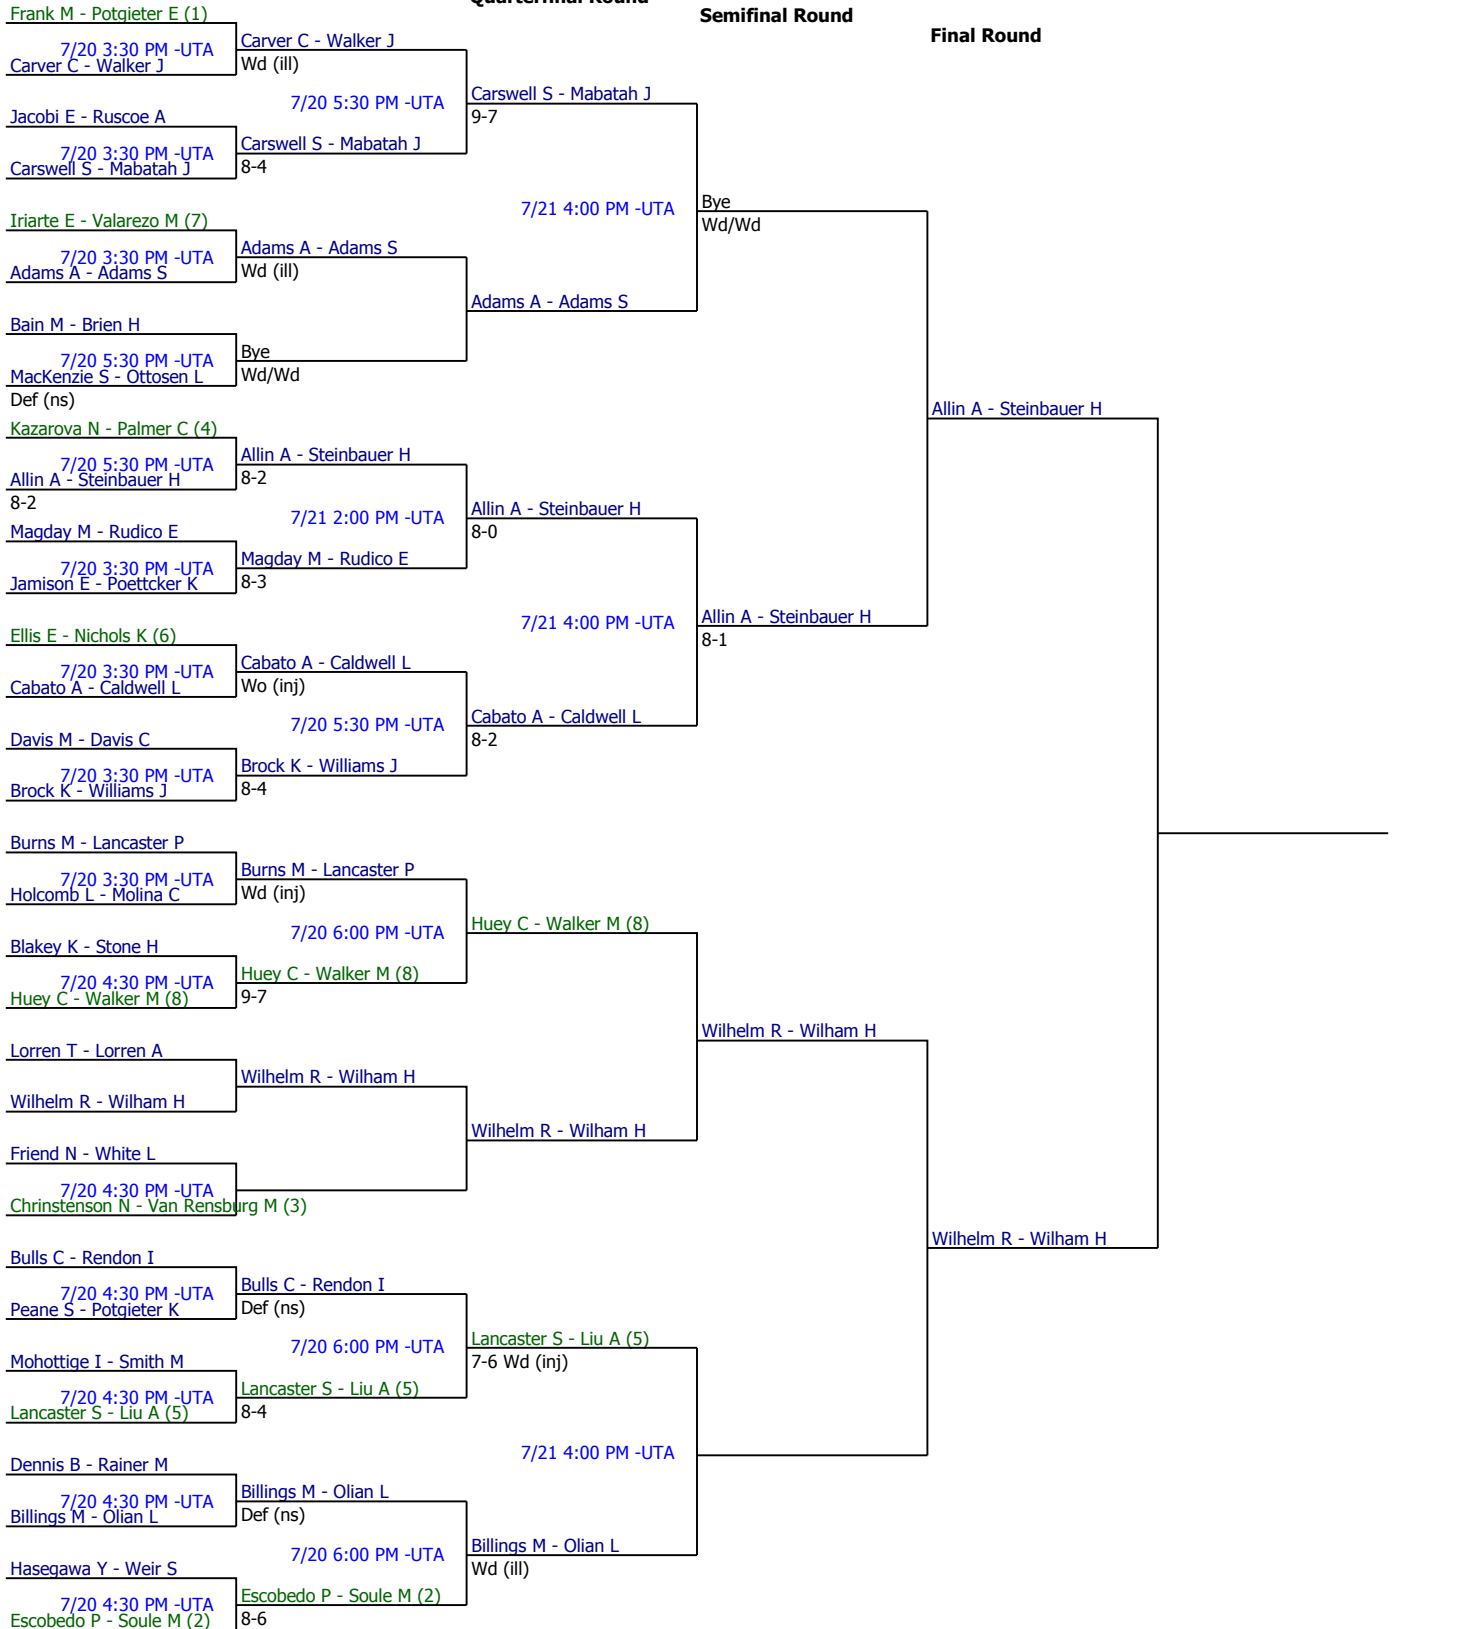 Quarterfinal Round
Semifinal Round
Final Round
Frank M - Potgieter E (1)
7/20 3:30 PM -UTA
Carver C - Walker J
Carver C - Walker J
Wd (ill)
7/20 5:30 PM -UTA
Carswell S - Mabatah J
9-7
Jacobi E - Ruscoe A
7/20 3:30 PM -UTA
Carswell S - Mabatah J
Carswell S - Mabatah J
8-4
7/21 4:00 PM -UTA
Bye
Wd/Wd
Iriarte E - Valarezo M (7)
7/20 3:30 PM -UTA
Adams A - Adams S
Adams A - Adams S
Wd (ill)
Adams A - Adams S
Bain M - Brien H
7/20 5:30 PM -UTA
MacKenzie S - Ottosen L
Def (ns)
Bye
Wd/Wd
Allin A - Steinbauer H
Kazarova N - Palmer C (4)
7/20 5:30 PM -UTA
Allin A - Steinbauer H
8-2
Allin A - Steinbauer H
8-2
7/21 2:00 PM -UTA
Allin A - Steinbauer H
8-0
Magday M - Rudico E
7/20 3:30 PM -UTA
Jamison E - Poettcker K
Magday M - Rudico E
8-3
7/21 4:00 PM -UTA
Allin A - Steinbauer H
8-1
Ellis E - Nichols K (6)
7/20 3:30 PM -UTA
Cabato A - Caldwell L
Cabato A - Caldwell L
Wo (inj)
7/20 5:30 PM -UTA
Cabato A - Caldwell L
8-2
Davis M - Davis C
7/20 3:30 PM -UTA
Brock K - Williams J
Brock K - Williams J
8-4
Burns M - Lancaster P
7/20 3:30 PM -UTA
Holcomb L - Molina C
Burns M - Lancaster P
Wd (inj)
7/20 6:00 PM -UTA
Huey C - Walker M (8)
Blakey K - Stone H
7/20 4:30 PM -UTA
Huey C - Walker M (8)
Huey C - Walker M (8)
9-7
Wilhelm R - Wilham H
Lorren T - Lorren A
Wilhelm R - Wilham H
Wilhelm R - Wilham H
Wilhelm R - Wilham H
Friend N - White L
7/20 4:30 PM -UTA
Chrinstenson N - Van Rensburg M (3)
Wilhelm R - Wilham H
Bulls C - Rendon I
7/20 4:30 PM -UTA
Peane S - Potgieter K
Bulls C - Rendon I
Def (ns)
7/20 6:00 PM -UTA
Lancaster S - Liu A (5)
7-6 Wd (inj)
Mohottige I - Smith M
7/20 4:30 PM -UTA
Lancaster S - Liu A (5)
Lancaster S - Liu A (5)
8-4
7/21 4:00 PM -UTA
Dennis B - Rainer M
7/20 4:30 PM -UTA
Billings M - Olian L
Billings M - Olian L
Def (ns)
7/20 6:00 PM -UTA
Billings M - Olian L
Wd (ill)
Hasegawa Y - Weir S
7/20 4:30 PM -UTA
Escobedo P - Soule M (2)
Escobedo P - Soule M (2)
8-6